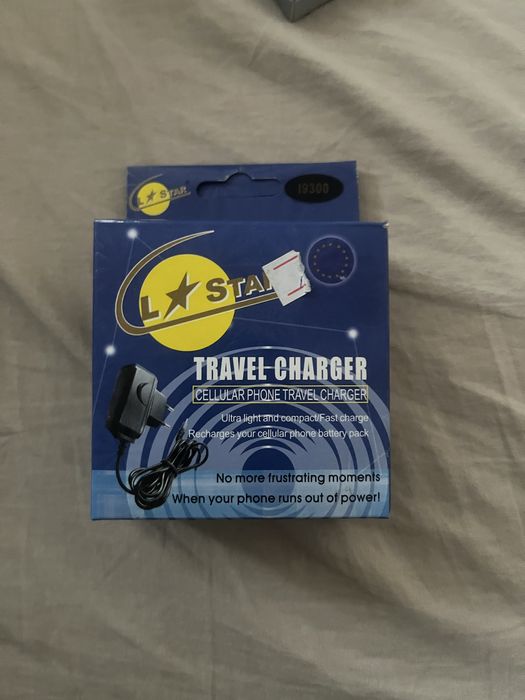 L★STAR
I9300
L★STAR
TRAVEL CHARGER
CELLULAR PHONE TRAVEL CHARGER
Ultra light and compact/Fast charge
Recharges your cellular phone battery pack
No more frustrating moments
When your phone runs out of power!